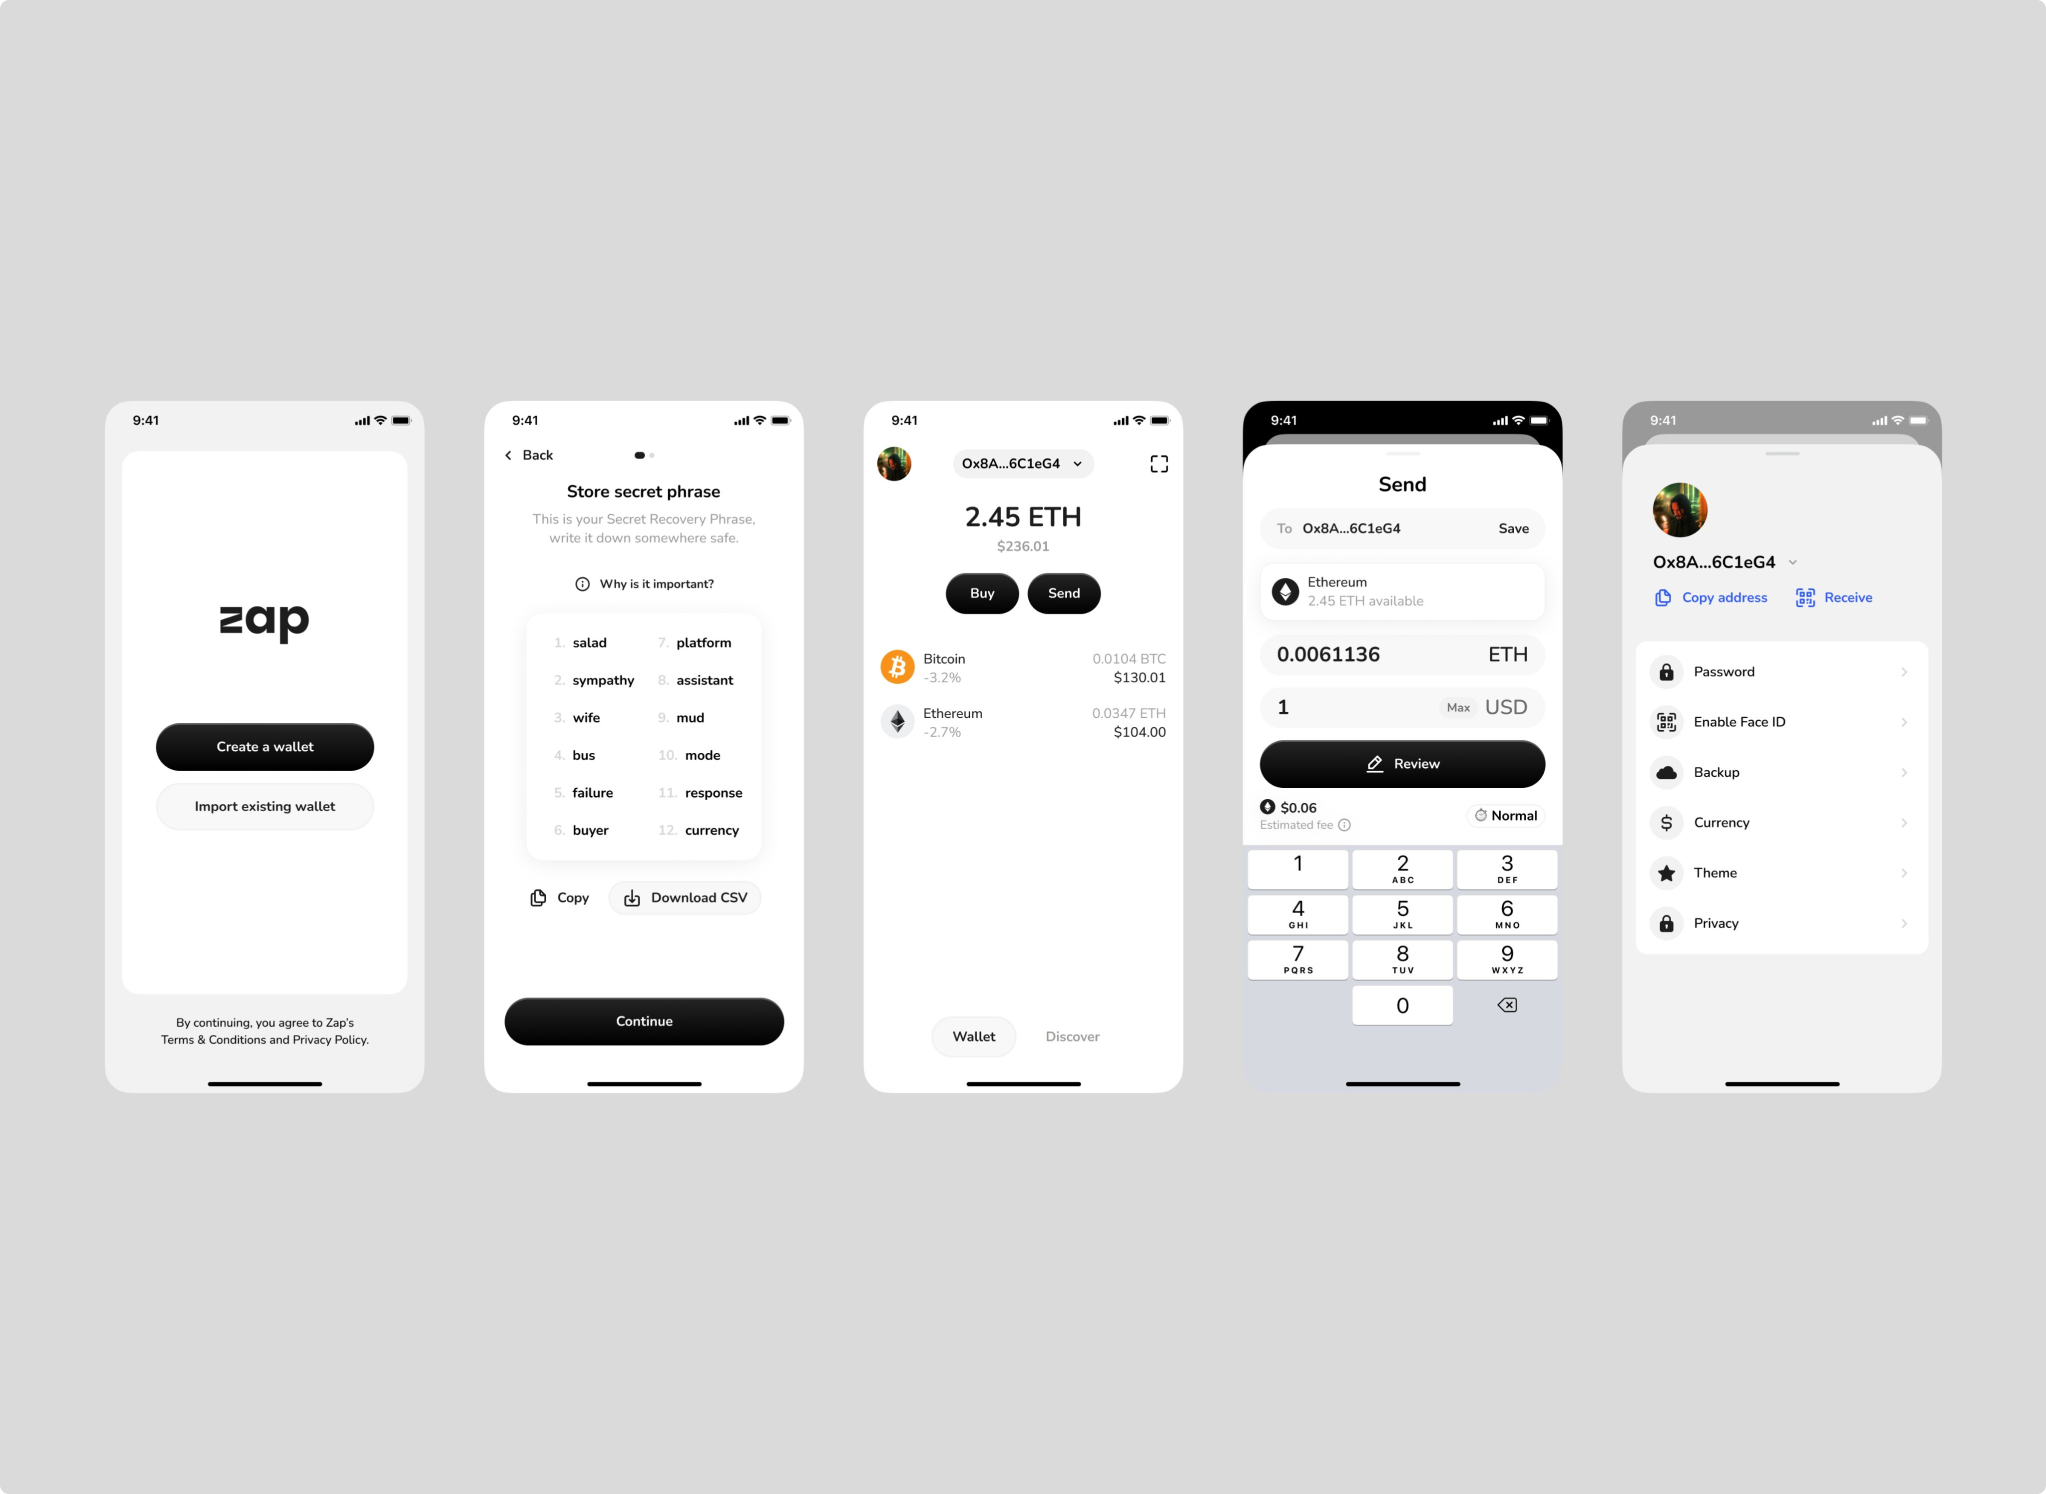 9:41
zap
Create a wallet
Import existing wallet
By continuing, you agree to Zap's
Terms & Conditions and Privacy Policy.
9:41
Back
Store secret phrase
This is your Secret Recovery Phrase,
write it down somewhere safe.
Why is it important?
1. salad
2. sympathy
3. wife
4. bus
5. failure
6. buyer
7. platform
8. assistant
9. mud
10. mode
11. response
12. currency
Copy
Download CSV
Continue
9:41
Ox8A...6C1eG4
2.45 ETH
$236.01
Buy
Send
Bitcoin
0.0104 BTC
-3.2%
$130.01
Ethereum
0.0347 ETH
-2.7%
$104.00
Wallet
Discover
9:41
Send
To Ox8A...6C1eG4 Save
Ethereum
2.45 ETH available
0.0061136 ETH
1 Max USD
Review
$0.06
Estimated fee
Normal
1
2 ABC
3 DEF
4 GHI
5 JKL
6 MNO
7 PQRS
8 TUV
9 WXYZ
0
9:41
Ox8A...6C1eG4
Copy address
Receive
Password
Enable Face ID
Backup
Currency
Theme
Privacy